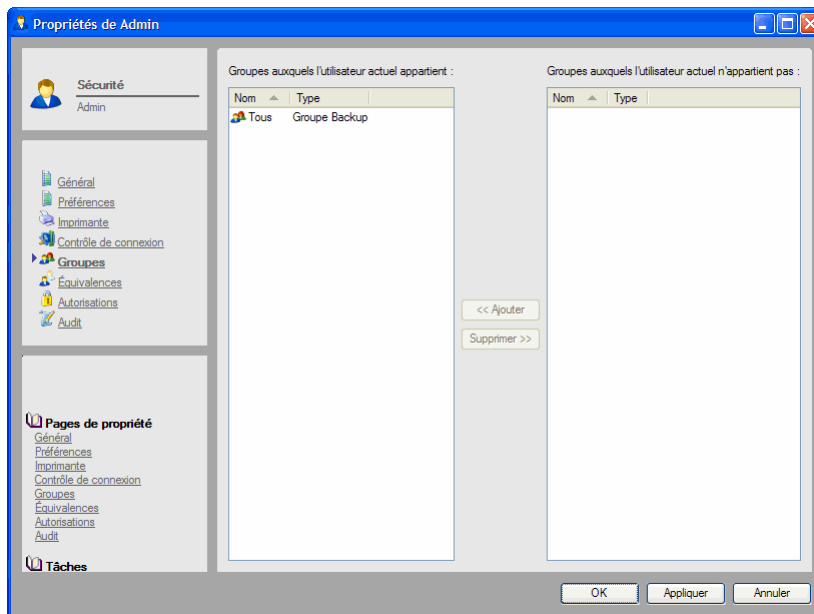 Propriétés de Admin
Sécurité
Admin
Général
Préférences
Imprimante
Contrôle de connexion
Groupes
Équivalences
Autorisations
Audit
Pages de propriété
Général
Préférences
Imprimante
Contrôle de connexion
Groupes
Équivalences
Autorisations
Audit
Tâches
Groupes auxquels l'utilisateur actuel appartient :
Nom Type
Tous Groupe Backup
<< Ajouter
Supprimer >>
Groupes auxquels l'utilisateur actuel n'appartient pas :
Nom Type
OK Appliquer Annuler